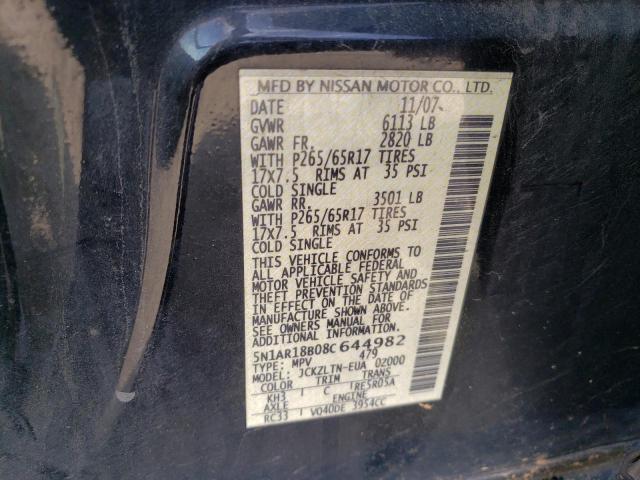 MFD BY NISSAN MOTOR CO., LTD.
DATE 11/07
GVWR 6113 LB
GAWR FR. 2820 LB
WITH P265/65R17 TIRES
17X7.5 RIMS AT 35 PSI
COLD SINGLE
GAWR RR. 3501 LB
WITH P265/65R17 TIRES
17X7.5 RIMS AT 35 PSI
COLD SINGLE
THIS VEHICLE CONFORMS TO
ALL APPLICABLE FEDERAL
MOTOR VEHICLE SAFETY AND
THEFT PREVENTION STANDARDS
IN EFFECT ON THE DATE OF
MANUFACTURE SHOWN ABOVE.
SEE OWNERS MANUAL
5N1AR18B08C 644982
TYPE: MPV 479
MODEL: JCKZLTN-EUA 02000
COLOR TRIM TRANS
KH3 C RE5R05A
AXLE ENGINE
RC33 VQ40DE 3954CC